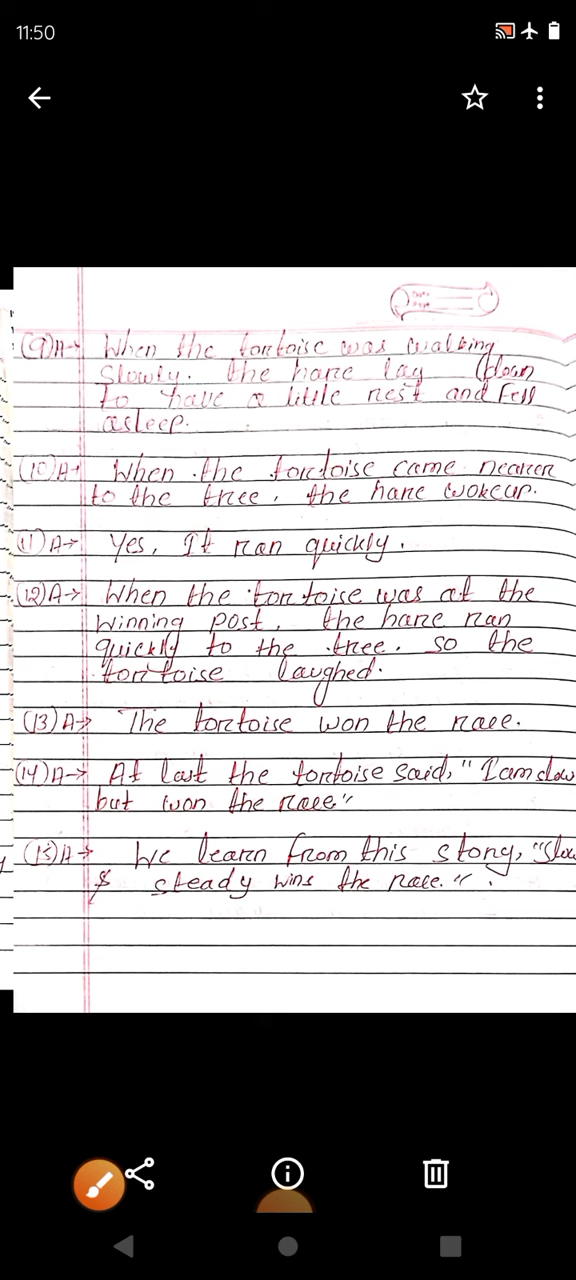 11:50
(9)A→ When the tortoise was walking
slowly. the hare lay down
to have a little rest and fell
asleep.
(10)A→ When the tortoise came nearer
to the tree, the hare wokeup.
11)A→ Yes, It ran quickly.
(12)A→ When the tortoise was at the
winning post, the hare ran
quickly to the tree. so the
tortoise laughed.
(13)A→ The tortoise won the race.
(14)A→ At last the tortoise said, "I am slow
but won the race"
(15)A→ We learn from this story, "Slow
& steady wins the race.".